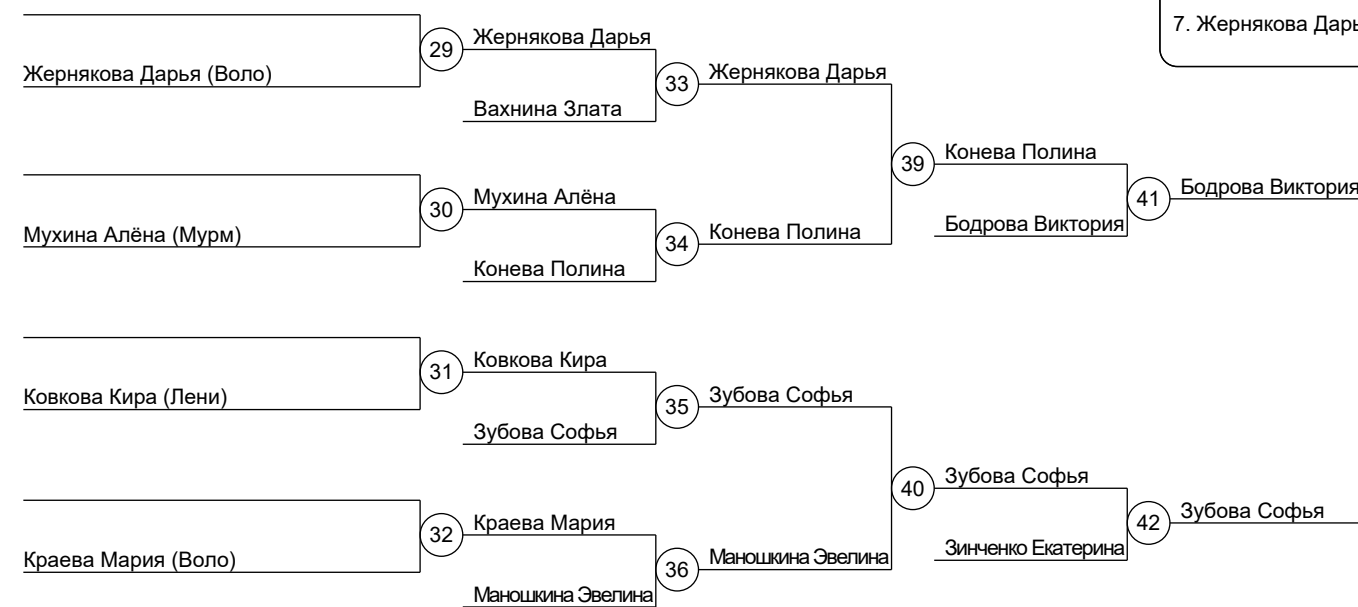 7. Жернякова Дарь
29
Жернякова Дарья
Жернякова Дарья (Воло)
33
Жернякова Дарья
Вахнина Злата
39
Конева Полина
30
Мухина Алёна
Мухина Алёна (Мурм)
34
Конева Полина
Конева Полина
41
Бодрова Виктория
Бодрова Виктория
31
Ковкова Кира
Ковкова Кира (Лени)
35
Зубова Софья
Зубова Софья
40
Зубова Софья
32
Краева Мария
Краева Мария (Воло)
36
Маношкина Эвелина
Маношкина Эвелина
42
Зубова Софья
Зинченко Екатерина